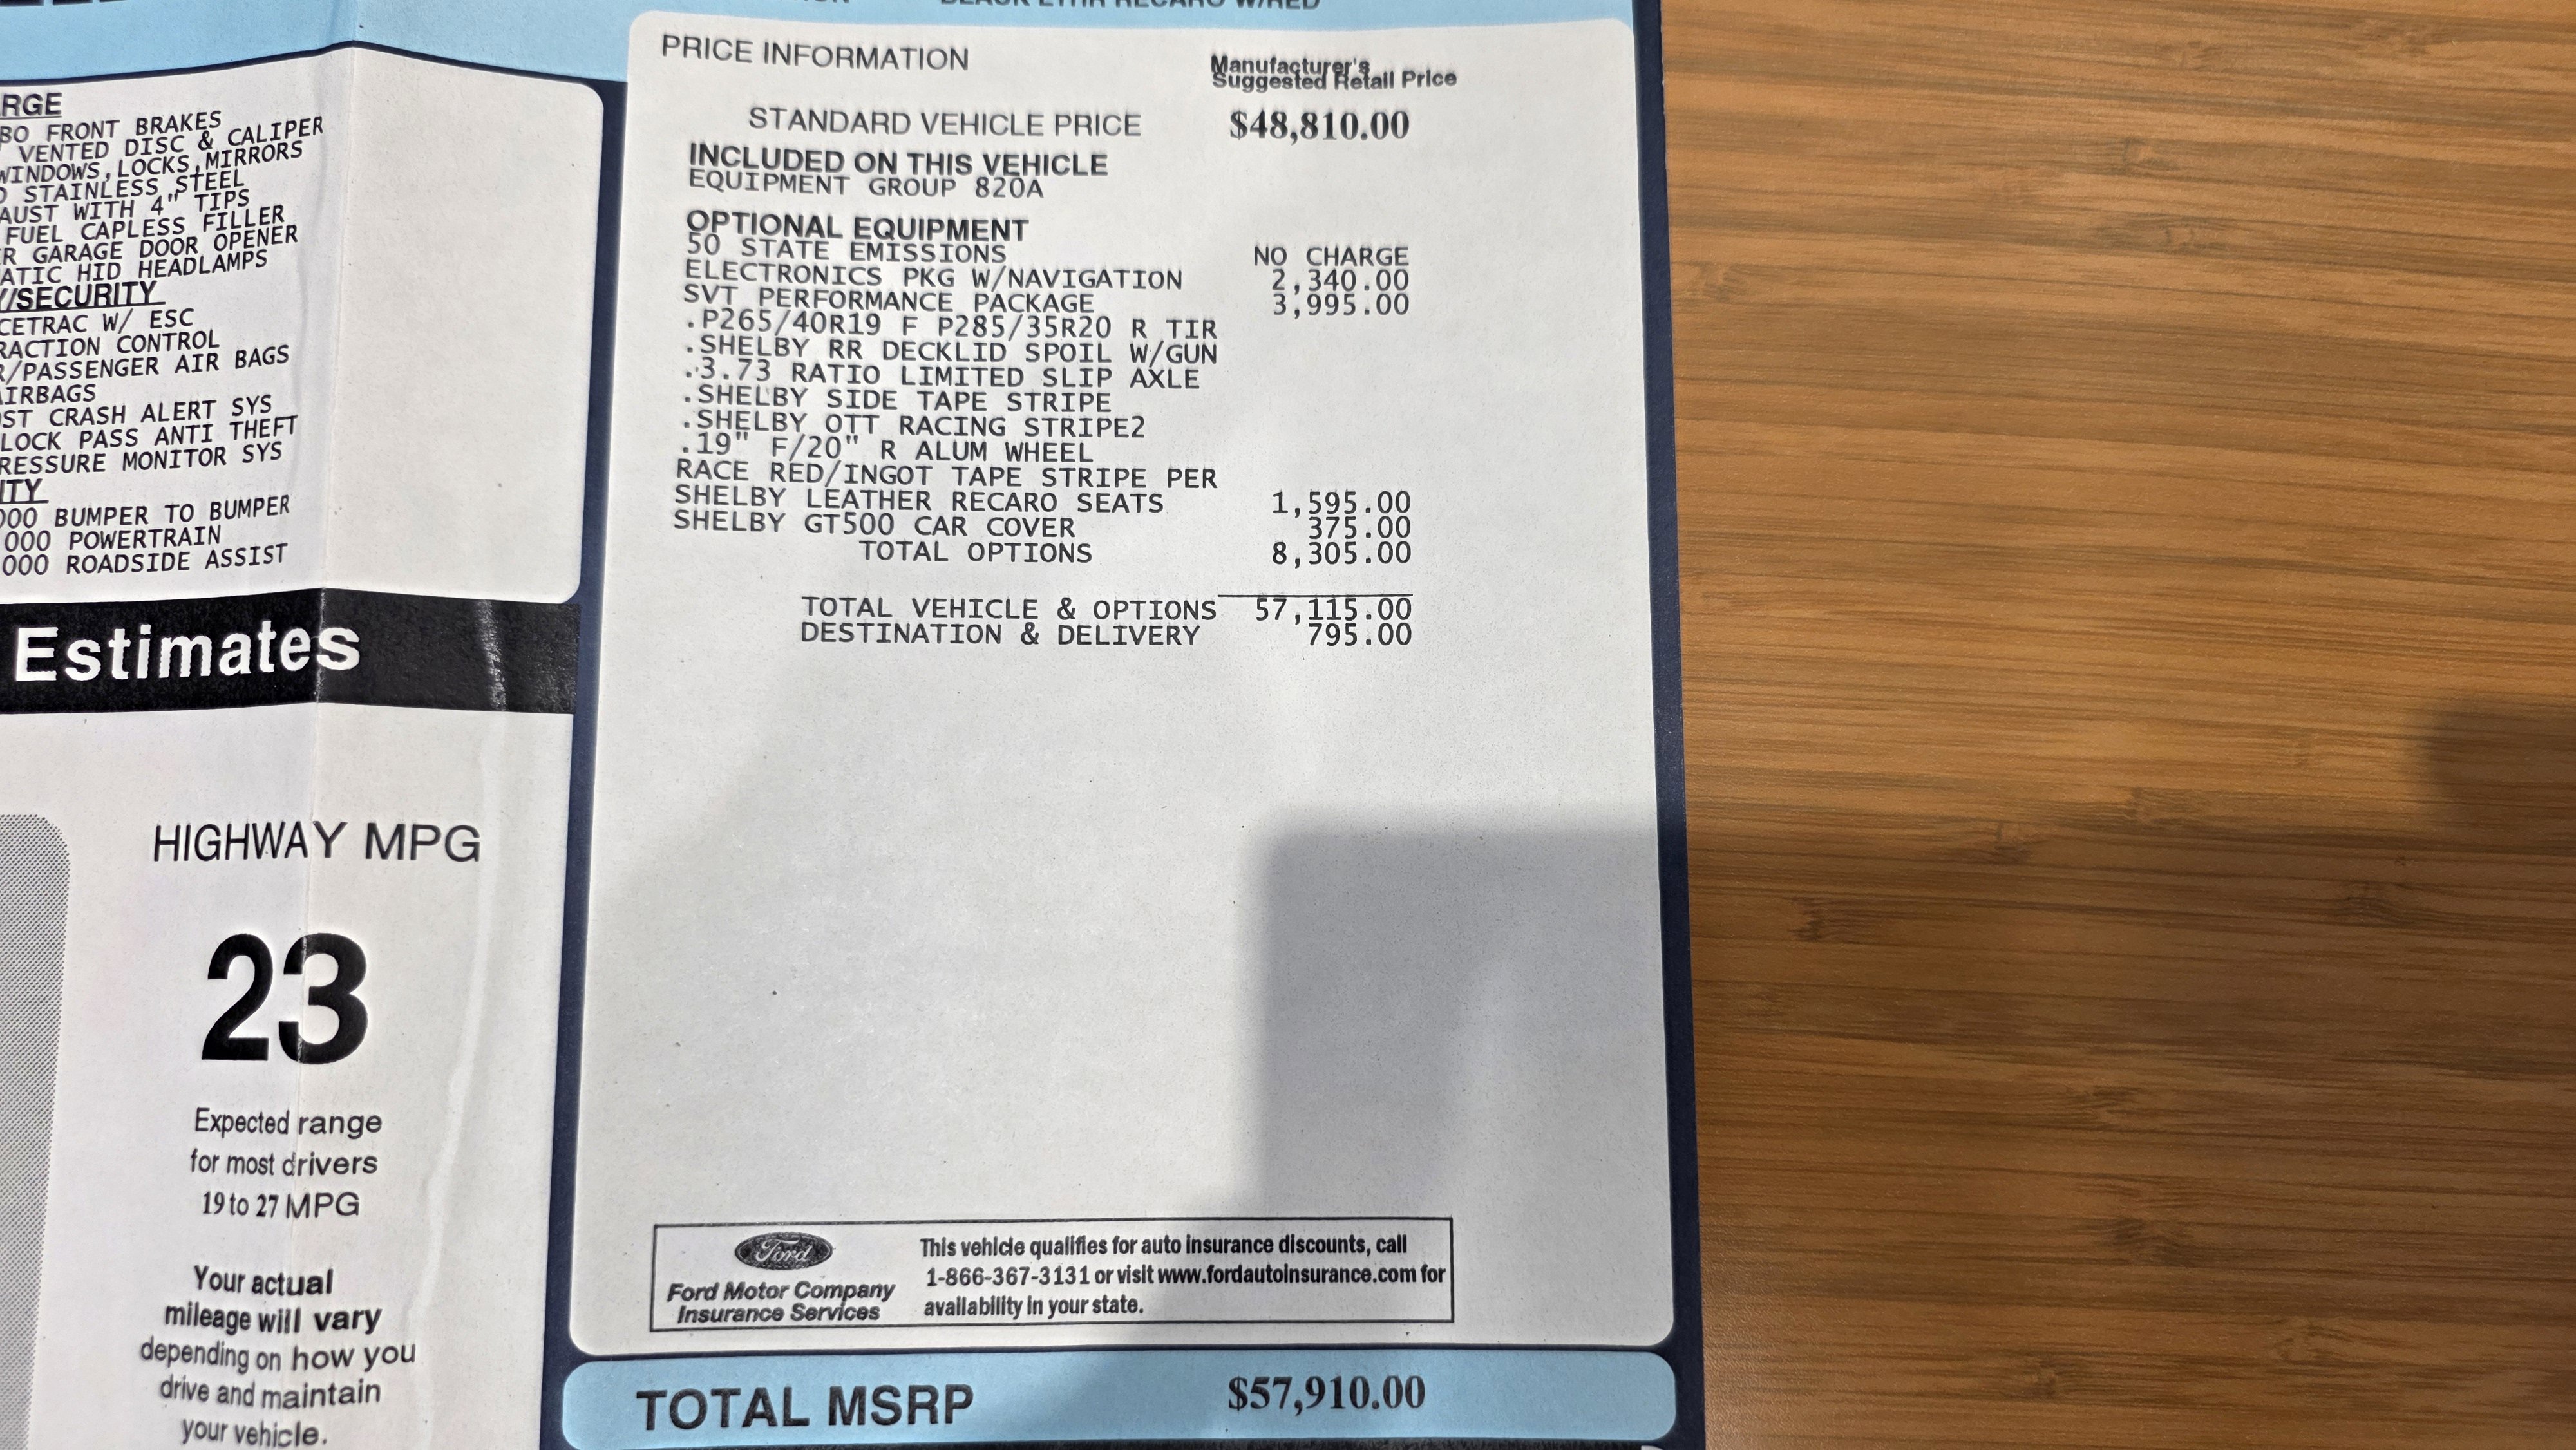 BLACK LTHR RECARO W/RED
RGE
BO FRONT BRAKES
VENTED DISC & CALIPER
WINDOWS,LOCKS,MIRRORS
STAINLESS STEEL
AUST WITH 4" TIPS
FUEL CAPLESS FILLER
R GARAGE DOOR OPENER
ATIC HID HEADLAMPS
/SECURITY
CETRAC W/ ESC
RACTION CONTROL
R/PASSENGER AIR BAGS
AIRBAGS
OST CRASH ALERT SYS
LOCK PASS ANTI THEFT
RESSURE MONITOR SYS
ITY
000 BUMPER TO BUMPER
000 POWERTRAIN
000 ROADSIDE ASSIST
Estimates
HIGHWAY MPG
23
Expected range
for most drivers
19 to 27 MPG
Your actual
mileage will vary
depending on how you
drive and maintain
your vehicle.
PRICE INFORMATION
Manufacturer's
Suggested Retail Price
STANDARD VEHICLE PRICE $48,810.00
INCLUDED ON THIS VEHICLE
EQUIPMENT GROUP 820A
OPTIONAL EQUIPMENT
50 STATE EMISSIONS NO CHARGE
ELECTRONICS PKG W/NAVIGATION 2,340.00
SVT PERFORMANCE PACKAGE 3,995.00
.P265/40R19 F P285/35R20 R TIR
.SHELBY RR DECKLID SPOIL W/GUN
.3.73 RATIO LIMITED SLIP AXLE
.SHELBY SIDE TAPE STRIPE
.SHELBY OTT RACING STRIPE2
.19" F/20" R ALUM WHEEL
RACE RED/INGOT TAPE STRIPE PER
SHELBY LEATHER RECARO SEATS 1,595.00
SHELBY GT500 CAR COVER 375.00
TOTAL OPTIONS 8,305.00
TOTAL VEHICLE & OPTIONS 57,115.00
DESTINATION & DELIVERY 795.00
Ford
Ford Motor Company
Insurance Services
This vehicle qualifies for auto insurance discounts, call
1-866-367-3131 or visit www.fordautoinsurance.com for
availability in your state.
TOTAL MSRP $57,910.00